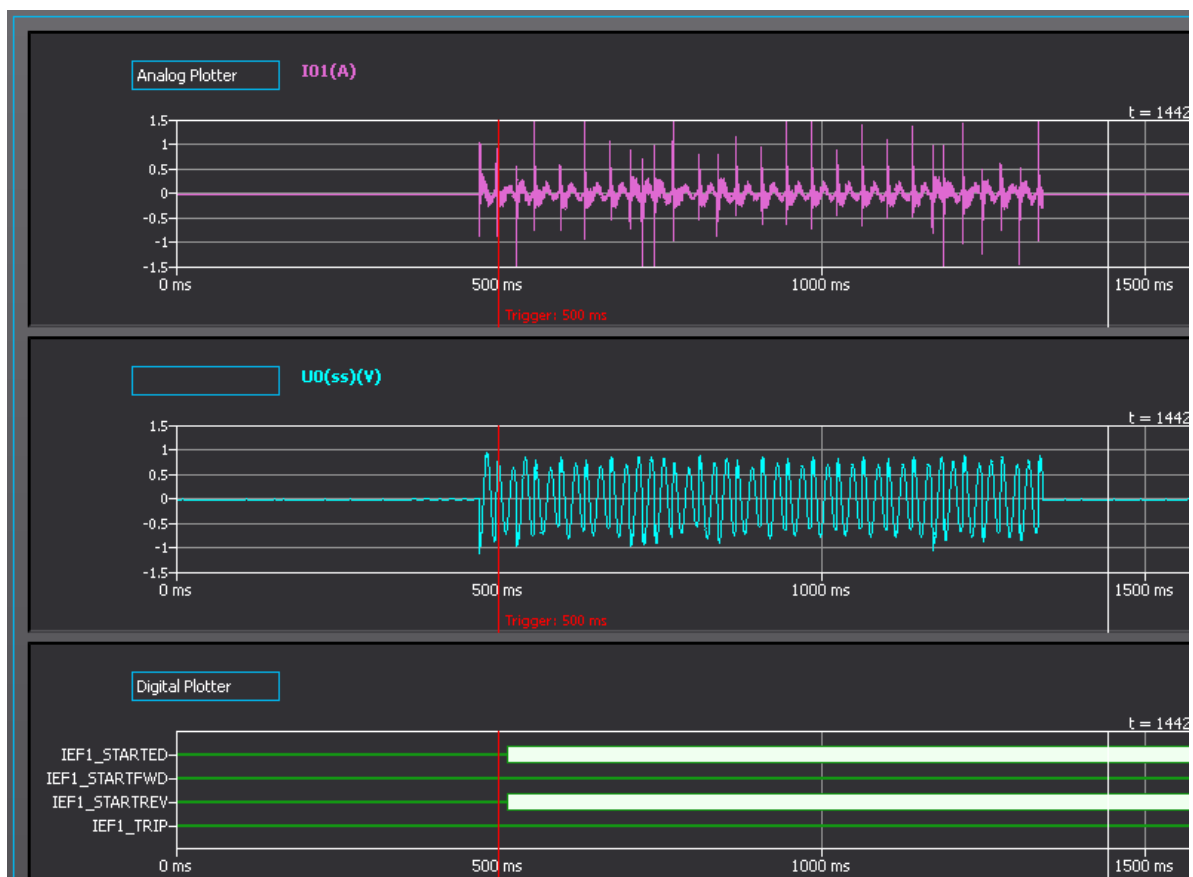 Analog Plotter I01(A)
t = 1442
1.5
1
0.5
0
-0.5
-1
-1.5
0 ms 500 ms 1000 ms 1500 ms
Trigger: 500 ms
U0(ss)(V)
t = 1442
1.5
1
0.5
0
-0.5
-1
-1.5
0 ms 500 ms 1000 ms 1500 ms
Trigger: 500 ms
Digital Plotter
t = 1442
IEF1_STARTED
IEF1_STARTFWD
IEF1_STARTREV
IEF1_TRIP
0 ms 500 ms 1000 ms 1500 ms